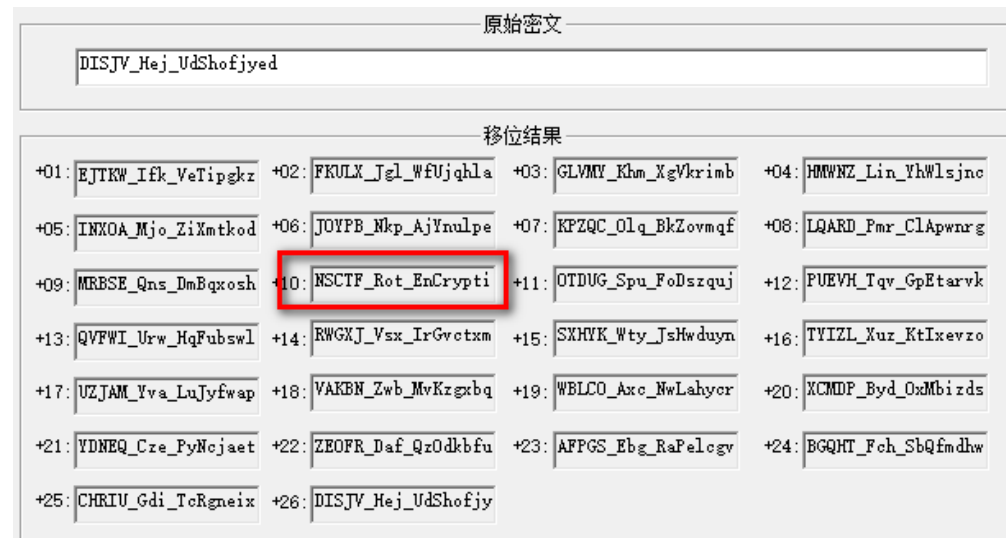 原始密文
DISJV_Hej_UdShofjyed
移位结果
+01: EJTKW_Ifk_VeTipgkz +02: FKULX_Jgl_WfUjqhla +03: GLVMY_Khm_XgVkrimb +04: HMWNZ_Lin_YhWlsjnc
+05: INXOA_Mjo_ZiXmtkod +06: JOYPB_Nkp_AjYnulpe +07: KPZQC_Olq_BkZovmqf +08: LQARD_Pmr_ClApwnrg
+09: MRBSE_Qns_DmBqxosh +10: NSCTF_Rot_EnCrypti +11: OTDUG_Spu_FoDszquj +12: PUEVH_Tqv_GpEtarvk
+13: QVFWI_Urw_HqFubswl +14: RWGXJ_Vsx_IrGvctxm +15: SXHYK_Wty_JsHwduyn +16: TYIZL_Xuz_KtIxevzo
+17: UZJAM_Yva_LuJyfwap +18: VAKBN_Zwb_MvKzgxbq +19: WBLCO_Axc_NwLahycr +20: XCMDP_Byd_OxMbizds
+21: YDNEQ_Cze_PyNcjaet +22: ZEOFR_Daf_QzOdkbfu +23: AFPGS_Ebg_RaPelcgv +24: BGQHT_Fch_SbQfmdhw
+25: CHRIU_Gdi_TcRgneix +26: DISJV_Hej_UdShofjy